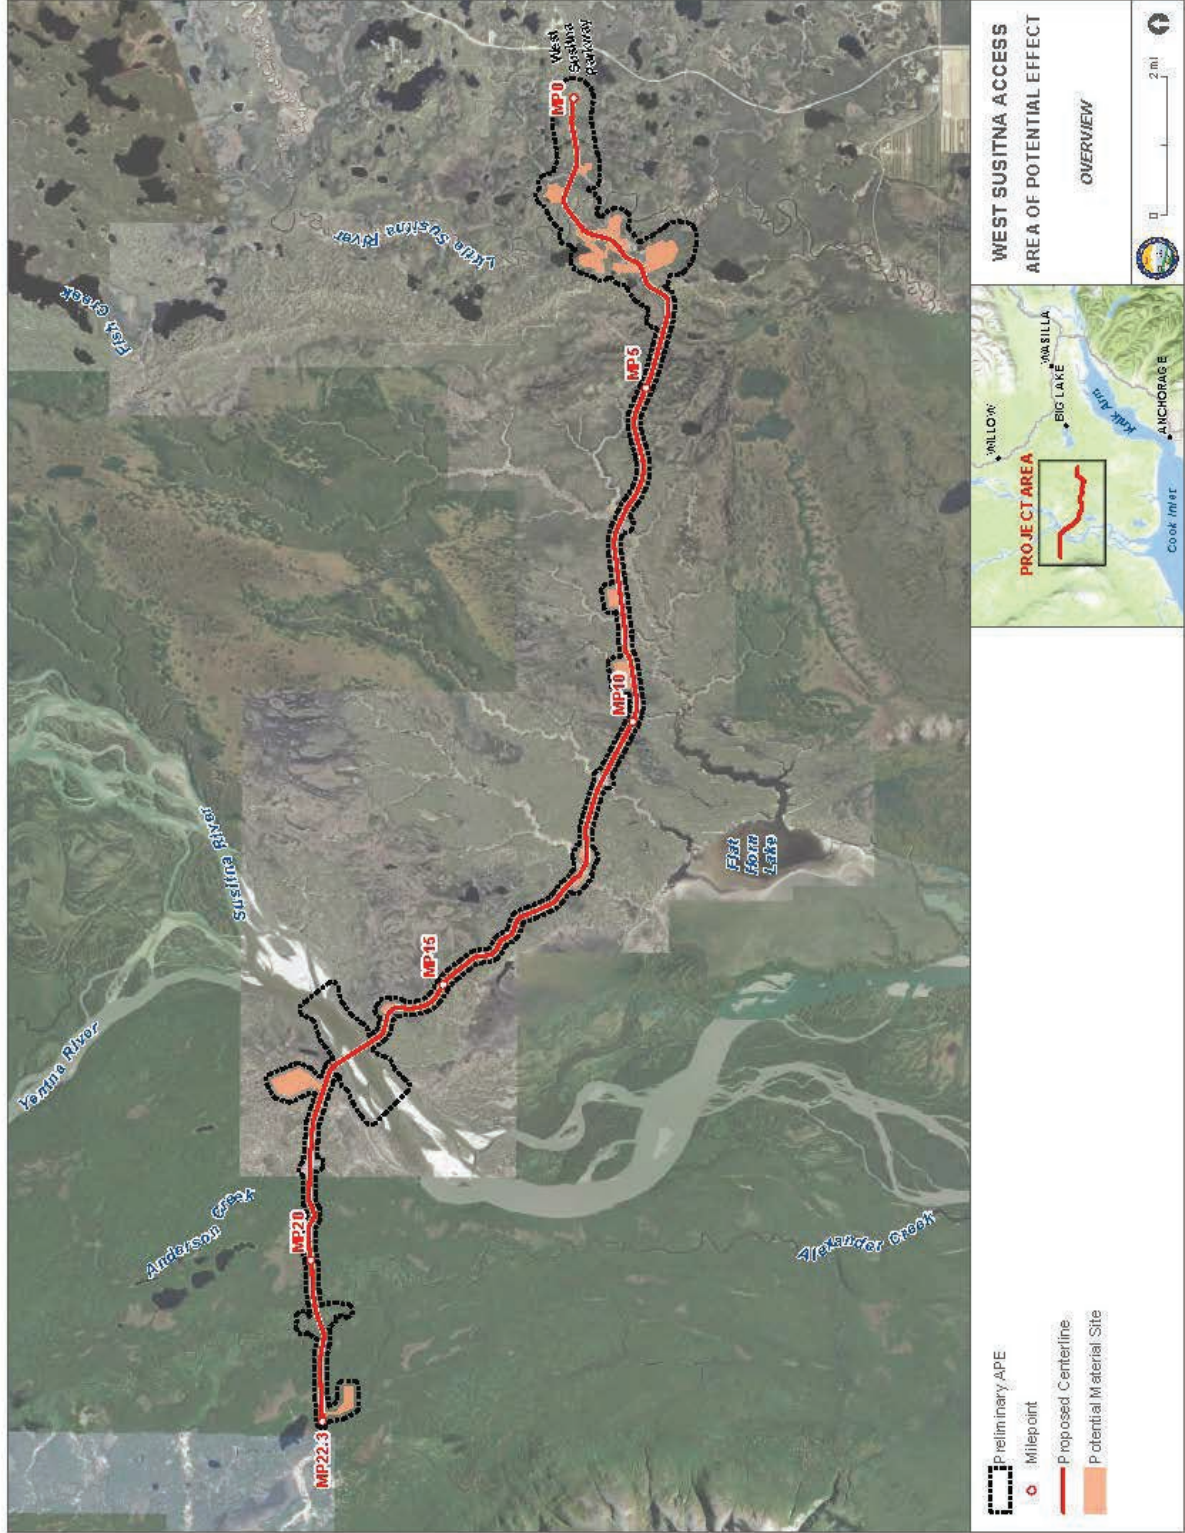 WEST SUSITNA ACCESS
AREA OF POTENTIAL EFFECT
OVERVIEW
0
2 mi
PROJECT AREA
WILLOW
BIG LAKE
WASILLA
Knik Arm
ANCHORAGE
Cook Inlet
Preliminary APE
Milepoint
Proposed Centerline
Potential Material Site
Yentna River
Susitna River
Fish Creek
Little Susitna River
West
Susitna
Parkway
Anderson Creek
Alexander Creek
Flat
Horn
Lake
MP22.3
MP20
MP15
MP10
MP5
MP0